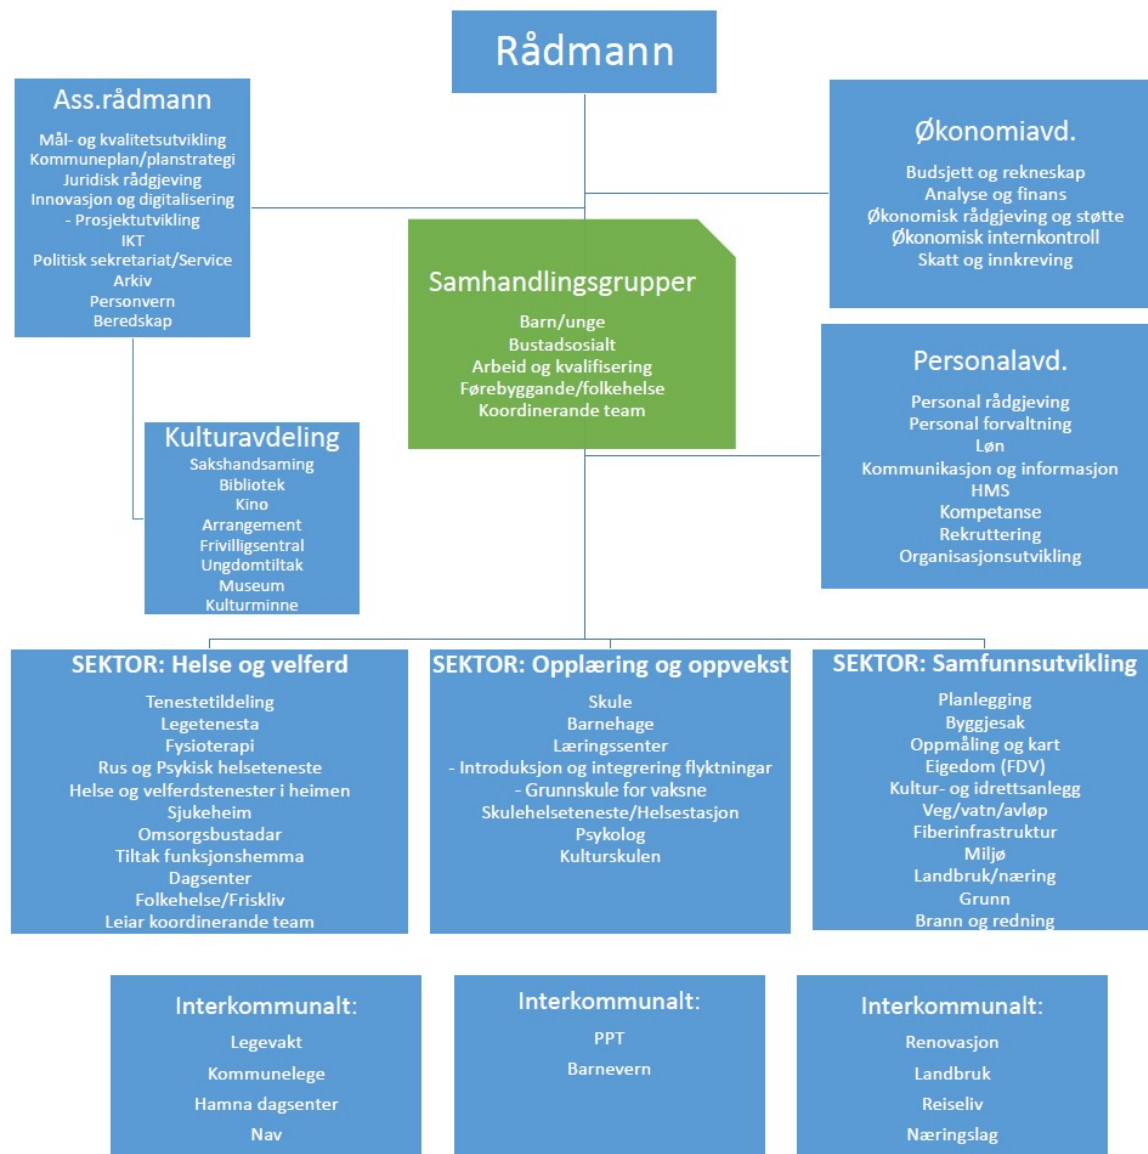 Rådmann
Ass.rådmann
Mål- og kvalitetsutvikling
Kommuneplan/planstrategi
Juridisk rådgjeving
Innovasjon og digitalisering
- Prosjektutvikling
IKT
Politisk sekretariat/Service
Arkiv
Personvern
Beredskap
Økonomiavd.
Budsjett og rekneskap
Analyse og finans
Økonomisk rådgjeving og støtte
Økonomisk internkontroll
Skatt og innkreving
Samhandlingsgrupper
Barn/unge
Bustadsosialt
Arbeid og kvalifisering
Førebyggande/folkehelse
Koordinerande team
Personalavd.
Personal rådgjeving
Personal forvaltning
Løn
Kommunikasjon og informasjon
HMS
Kompetanse
Rekruttering
Organisasjonsutvikling
Kulturavdeling
Sakshandsaming
Bibliotek
Kino
Arrangement
Frivilligsentral
Ungdomtiltak
Museum
Kulturminne
SEKTOR: Helse og velferd
Tenestetildeling
Legetenesta
Fysioterapi
Rus og Psykisk helseteneste
Helse og velferdstenester i heimen
Sjukeheim
Omsorgsbustadar
Tiltak funksjonshemma
Dagsenter
Folkehelse/Friskliv
Leiar koordinerande team
SEKTOR: Opplæring og oppvekst
Skule
Barnehage
Læringssenter
- Introduksjon og integrering flyktningar
- Grunnskule for vaksne
Skulehelseteneste/Helsestasjon
Psykolog
Kulturskulen
SEKTOR: Samfunnsutvikling
Planlegging
Byggjesak
Oppmåling og kart
Eigedom (FDV)
Kultur- og idrettsanlegg
Veg/vatn/avløp
Fiberinfrastruktur
Miljø
Landbruk/næring
Grunn
Brann og redning
Interkommunalt:
Legevakt
Kommunelege
Hamna dagsenter
Nav
Interkommunalt:
PPT
Barnevern
Interkommunalt:
Renovasjon
Landbruk
Reiseliv
Næringslag